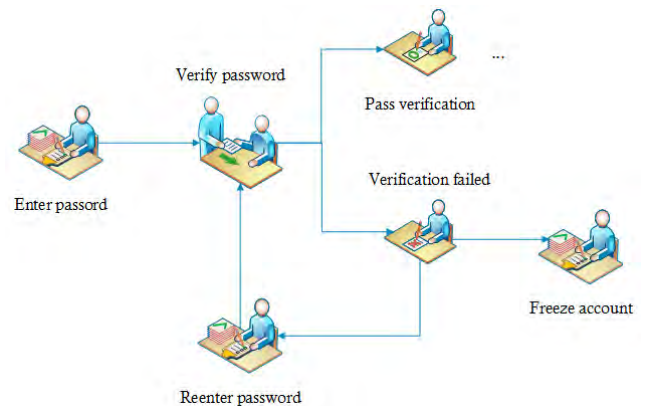 Verify password
...
Pass verification
Enter passord
Verification failed
Freeze account
Reenter password